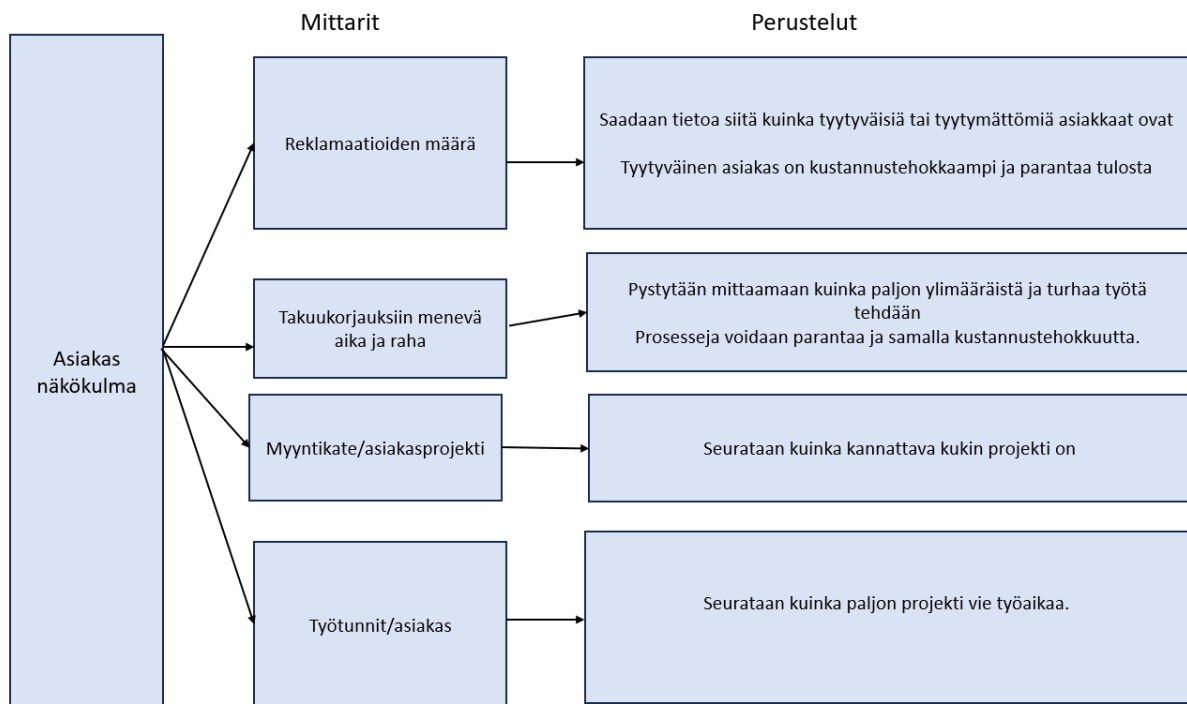 Mittarit
Perustelut
Asiakas
näkökulma
Reklamaatioiden määrä
Saadaan tietoa siitä kuinka tyytyväisiä tai tyytymättömiä asiakkaat ovat
Tyytyväinen asiakas on kustannustehokkaampi ja parantaa tulosta
Takuukorjauksiin menevä
aika ja raha
Pystytään mittaamaan kuinka paljon ylimääräistä ja turhaa työtä
tehdään
Prosesseja voidaan parantaa ja samalla kustannustehokkuutta.
Myyntikate/asiakasprojekti
Seurataan kuinka kannattava kukin projekti on
Työtunnit/asiakas
Seurataan kuinka paljon projekti vie työaikaa.